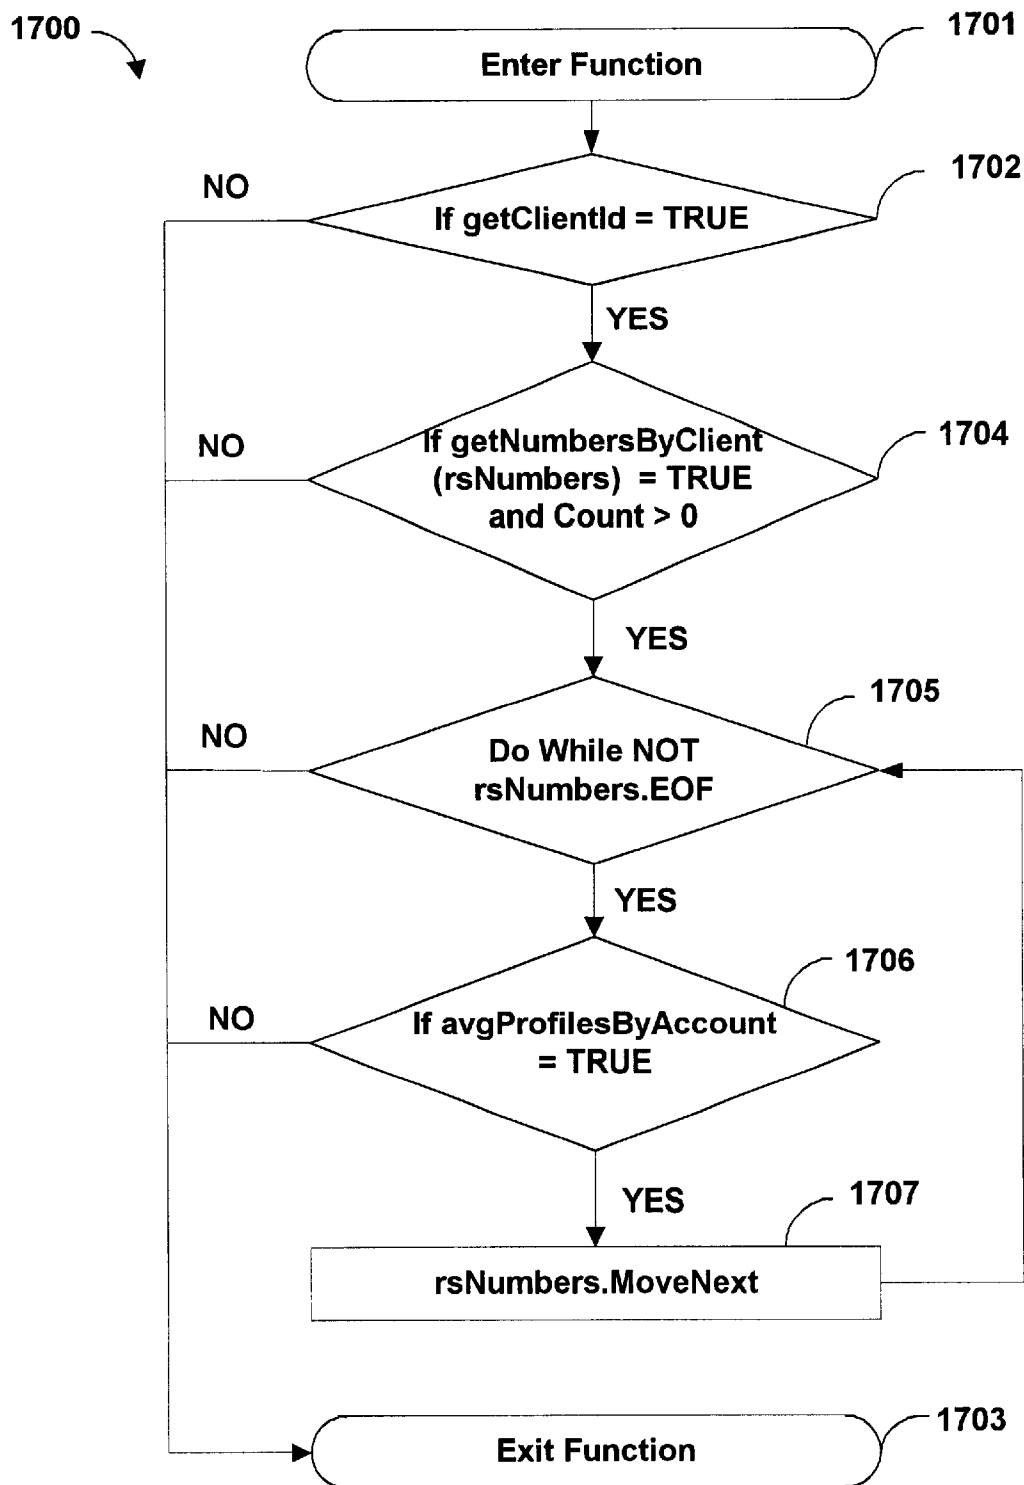 1700
1701
Enter Function
1702
NO
If getClientId = TRUE
YES
1704
NO
If getNumbersByClient
(rsNumbers) = TRUE
and Count > 0
YES
1705
NO
Do While NOT
rsNumbers.EOF
YES
1706
NO
If avgProfilesByAccount
= TRUE
YES
1707
rsNumbers.MoveNext
1703
Exit Function